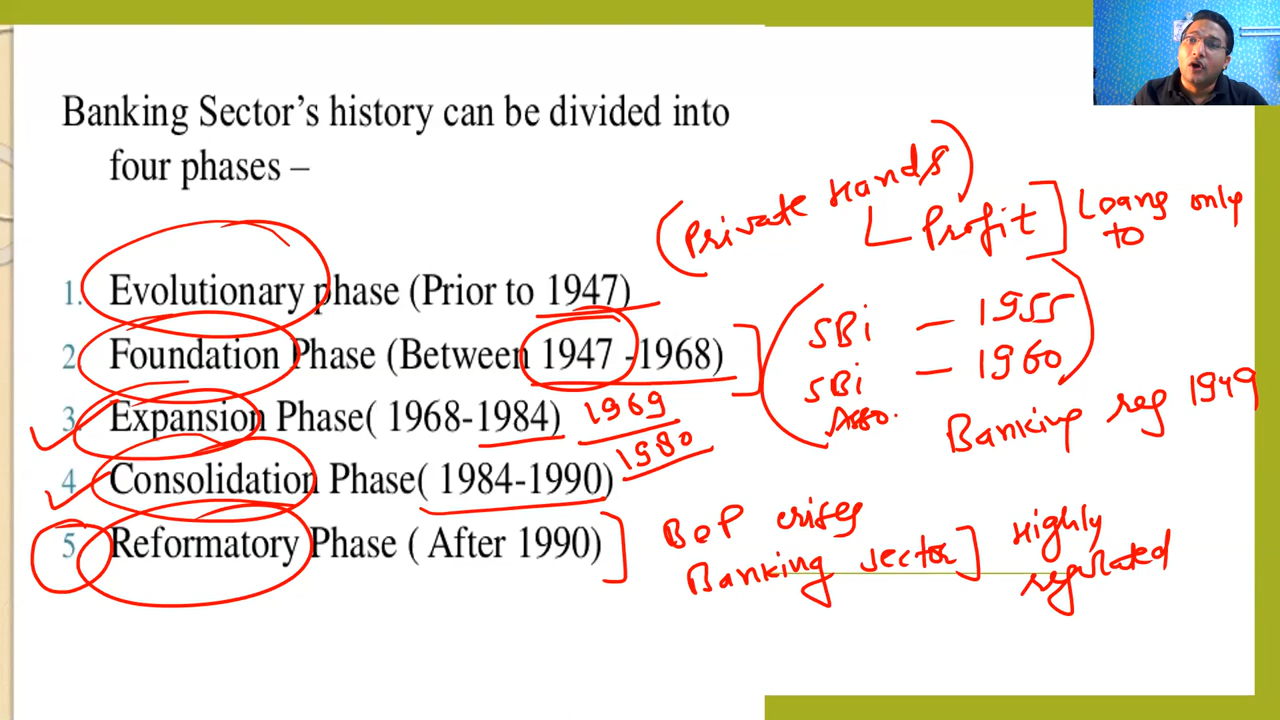 Banking Sector's history can be divided into
four phases –
(Private Hands)
Profit ] Loans only
to
1. Evolutionary phase (Prior to 1947)
SBi – 1955
2 Foundation Phase (Between 1947 -1968)
SBi – 1960
Asso.
3 Expansion Phase( 1968-1984) 1969
Banking reg 1949
1980
4 Consolidation Phase( 1984-1990)
5 Reformatory Phase ( After 1990)
BoP crises
Banking sector ] Highly
regulated